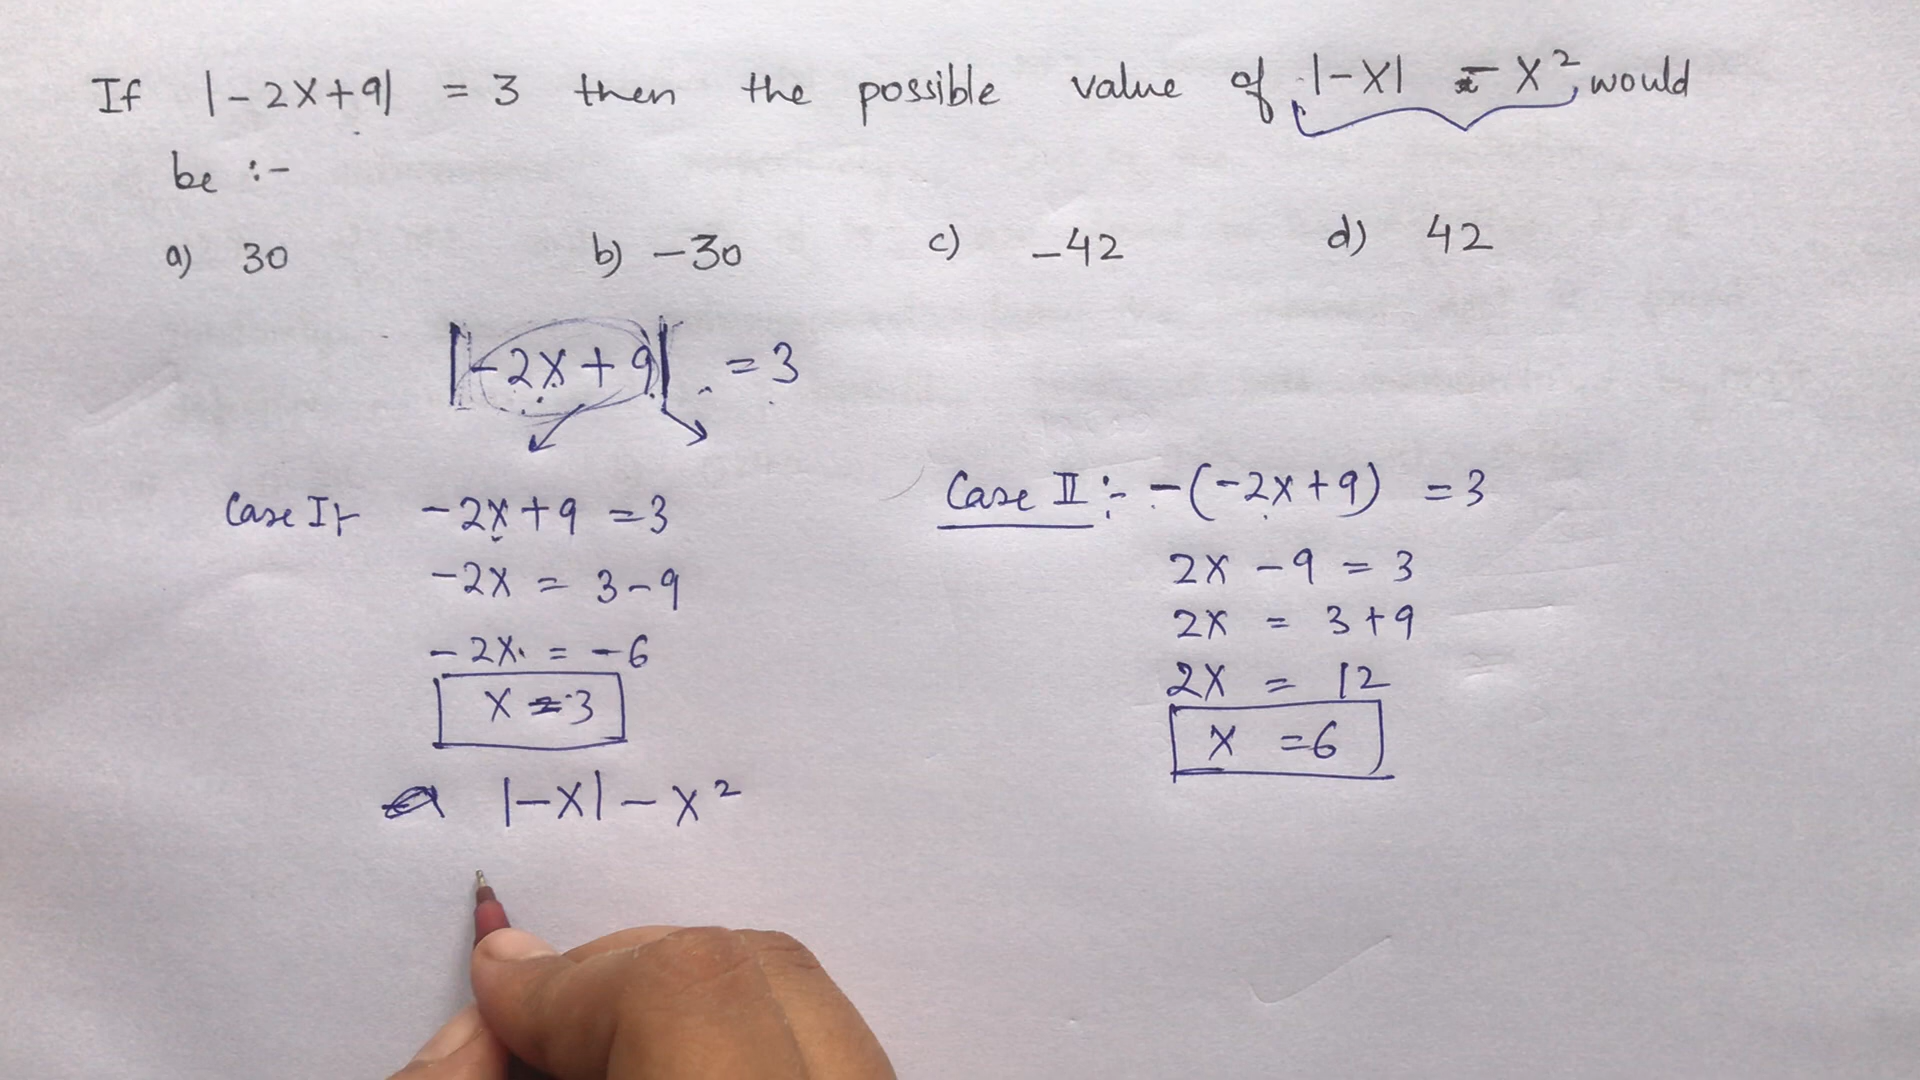 If |-2x+9| = 3 then the possible value of |-x| - x² would
be :-
a) 30 b) -30 c) -42 d) 42
|-2x+9| = 3
Case I:- -2x+9 =3
-2x = 3-9
-2x = -6
x = 3
|-x| - x²
Case II :- -(-2x+9) = 3
2x - 9 = 3
2x = 3+9
2x = 12
x =6